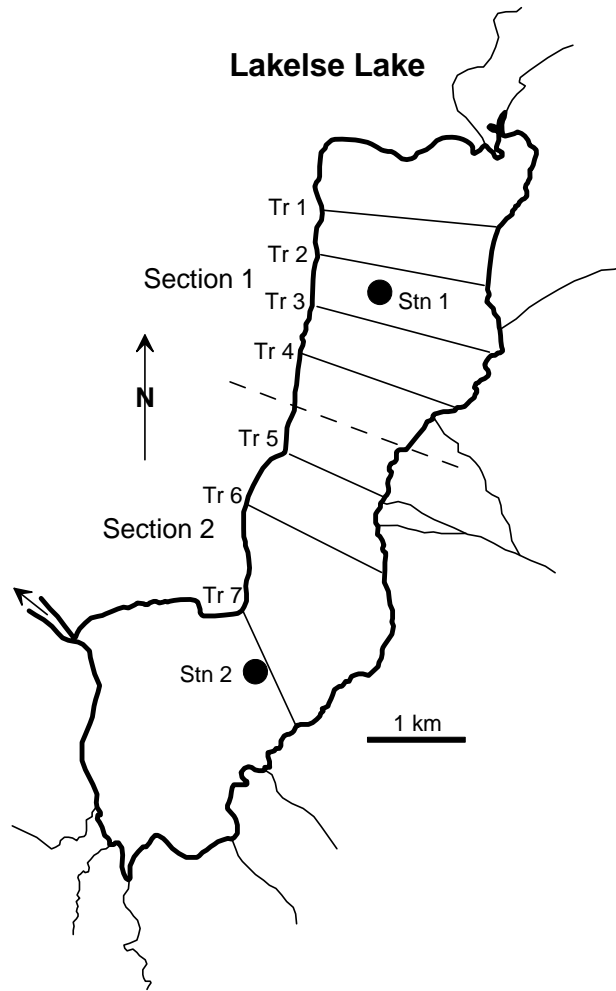 Lakelse Lake
Tr 1
Tr 2
Section 1
Stn 1
Tr 3
Tr 4
N
Tr 5
Tr 6
Section 2
Tr 7
Stn 2
1 km